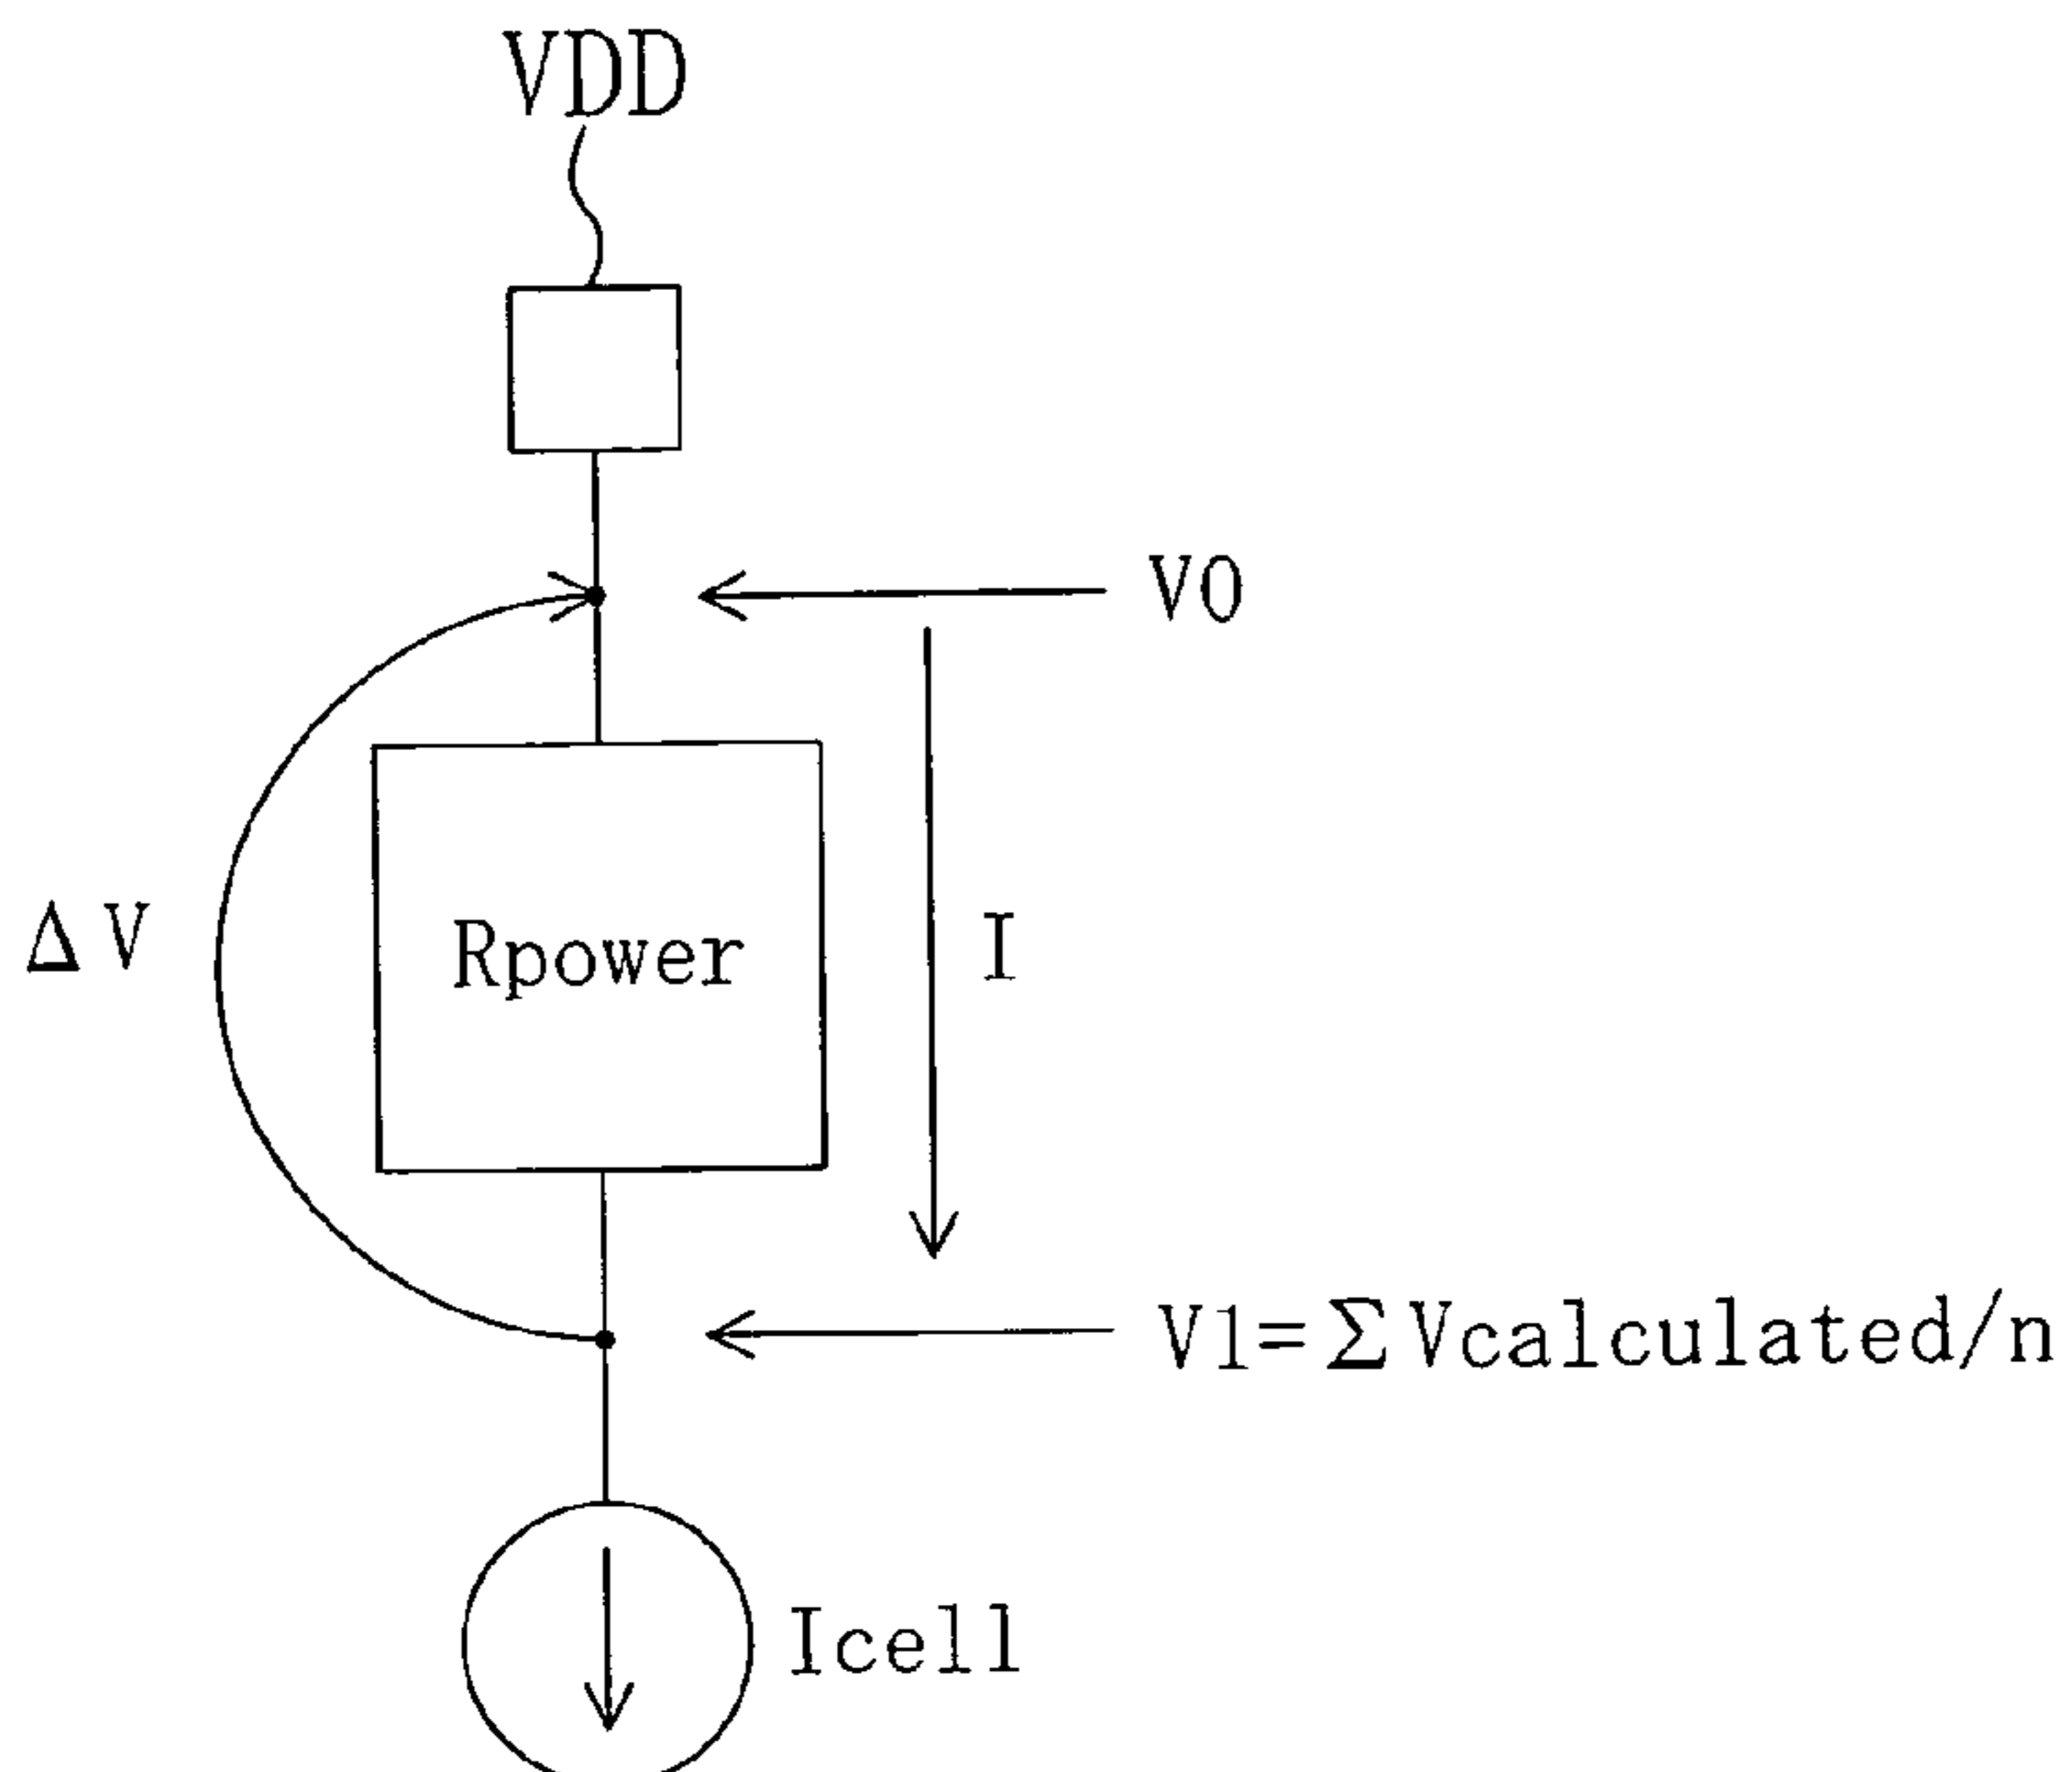 VDD
V0
ΔV
Rpower
I
V1=ΣVcalculated/n
Icell